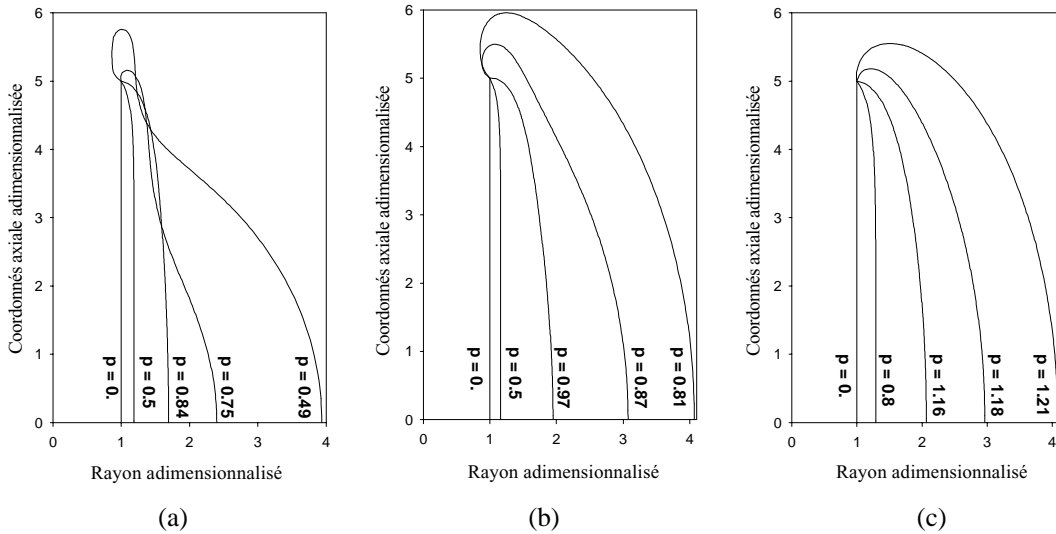 6
5
4
3
2
1
0
Coordonnés axiale adimensionnalisée
p = 0.
p = 0.5
p = 0.84
p = 0.75
p = 0.49
0 1 2 3 4
Rayon adimensionnalisé
(a)
6
5
4
3
2
1
0
Coordonnés axiale adimensionnalisée
p = 0.
p = 0.5
p = 0.97
p = 0.87
p = 0.81
0 1 2 3 4
Rayon adimensionnalisé
(b)
6
5
4
3
2
1
0
Coordonnés axiale adimensionnalisée
p = 0.
p = 0.8
p = 1.16
p = 1.18
p = 1.21
0 1 2 3 4
Rayon adimensionnalisé
(c)